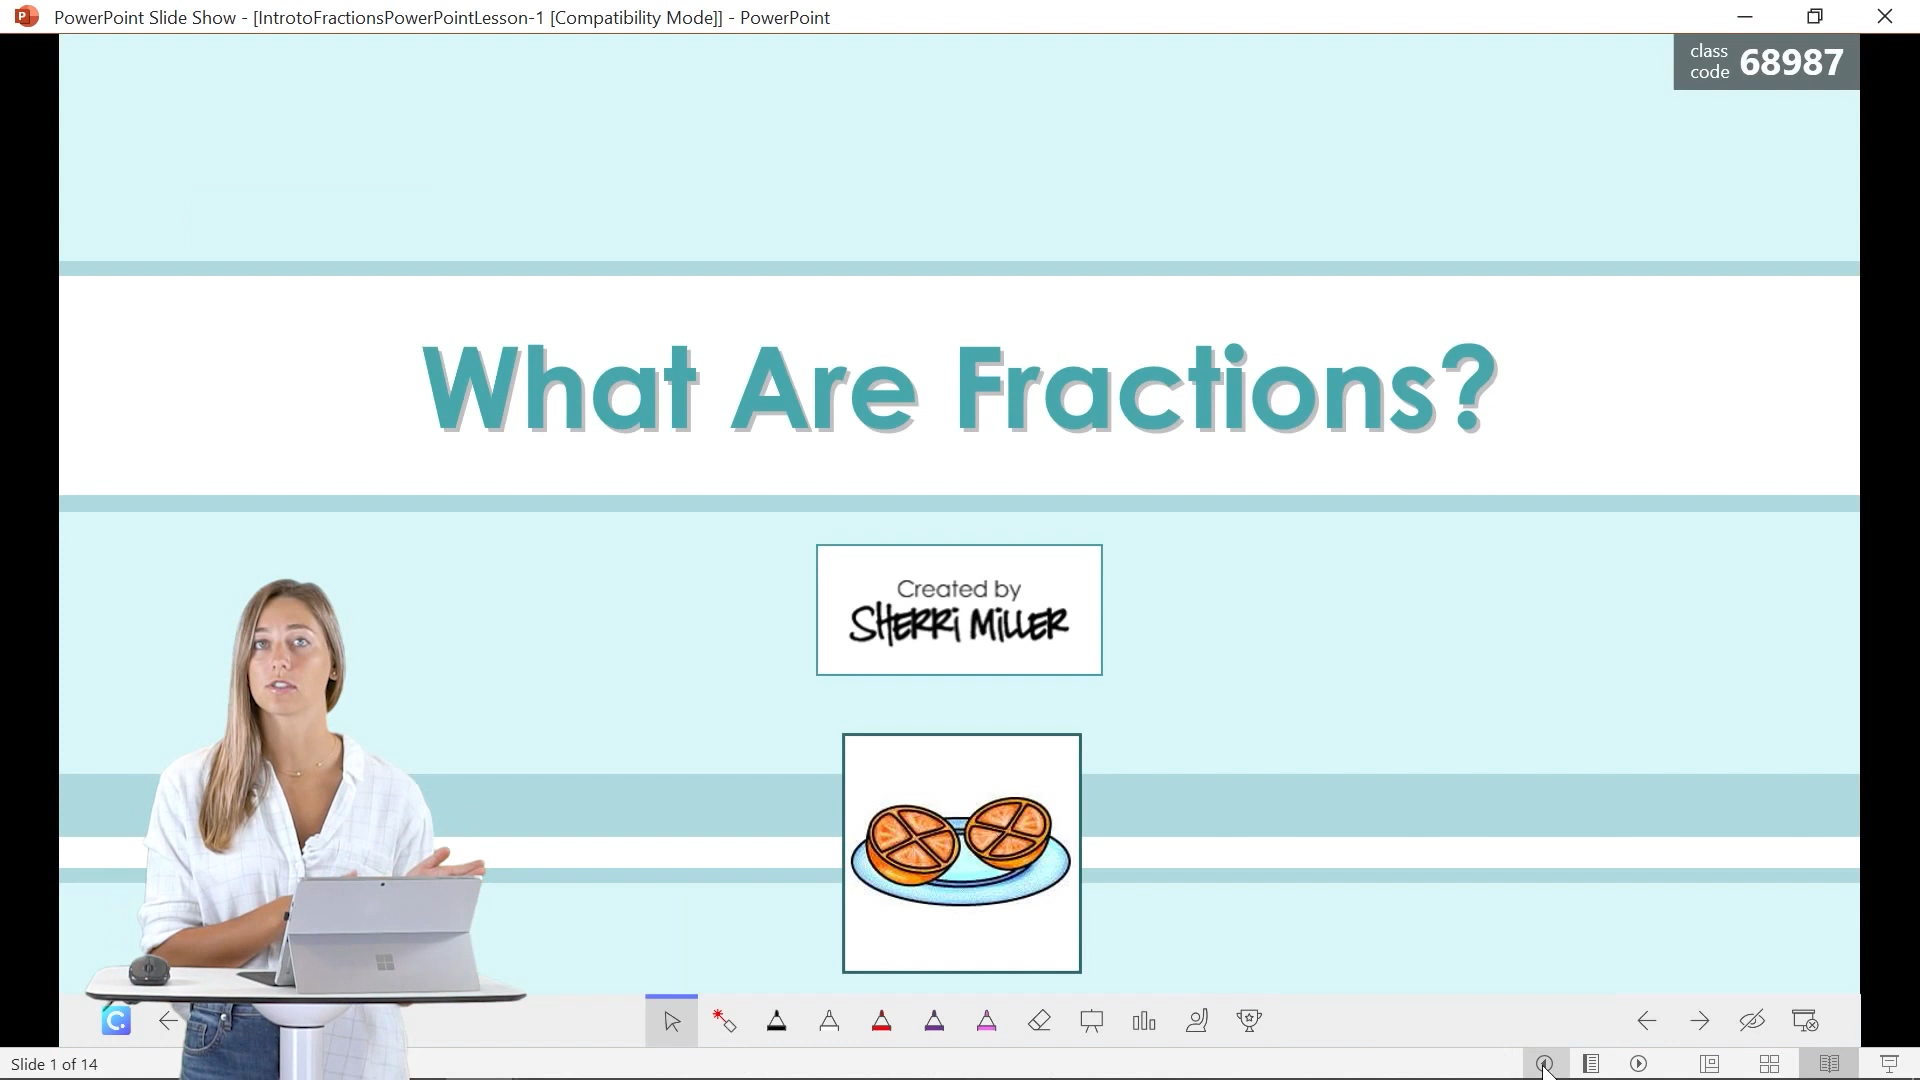 PowerPoint Slide Show - [IntrotoFractionsPowerPointLesson-1 [Compatibility Mode]] - PowerPoint
class
code 68987
What Are Fractions?
Created by
SHERRi MiLLER
Slide 1 of 14